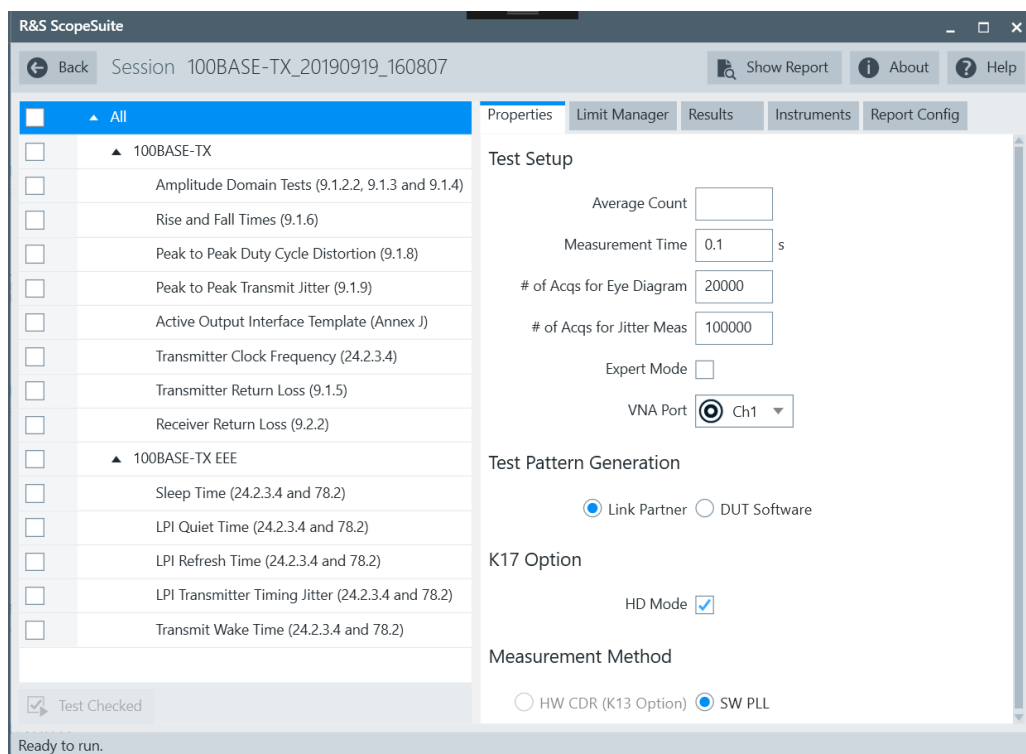 R&S ScopeSuite
Back Session 100BASE-TX_20190919_160807 Show Report About Help
All
100BASE-TX
Amplitude Domain Tests (9.1.2.2, 9.1.3 and 9.1.4)
Rise and Fall Times (9.1.6)
Peak to Peak Duty Cycle Distortion (9.1.8)
Peak to Peak Transmit Jitter (9.1.9)
Active Output Interface Template (Annex J)
Transmitter Clock Frequency (24.2.3.4)
Transmitter Return Loss (9.1.5)
Receiver Return Loss (9.2.2)
100BASE-TX EEE
Sleep Time (24.2.3.4 and 78.2)
LPI Quiet Time (24.2.3.4 and 78.2)
LPI Refresh Time (24.2.3.4 and 78.2)
LPI Transmitter Timing Jitter (24.2.3.4 and 78.2)
Transmit Wake Time (24.2.3.4 and 78.2)
Test Checked
Properties Limit Manager Results Instruments Report Config
Test Setup
Average Count
Measurement Time 0.1 s
# of Acqs for Eye Diagram 20000
# of Acqs for Jitter Meas 100000
Expert Mode
VNA Port Ch1
Test Pattern Generation
Link Partner DUT Software
K17 Option
HD Mode
Measurement Method
HW CDR (K13 Option) SW PLL
Ready to run.